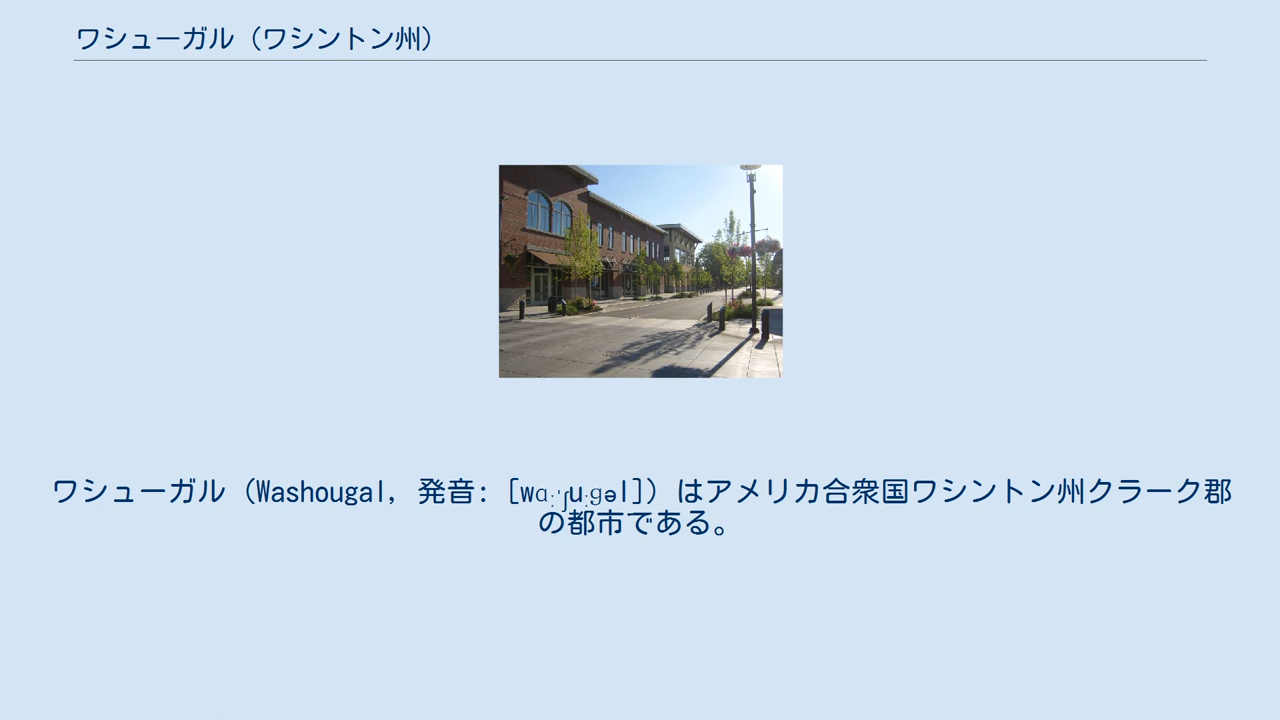 ワシューガル（ワシントン州）
ワシューガル（Washougal, 発音: [wɑːˈʃuːɡəl]）はアメリカ合衆国ワシントン州クラーク郡
の都市である。